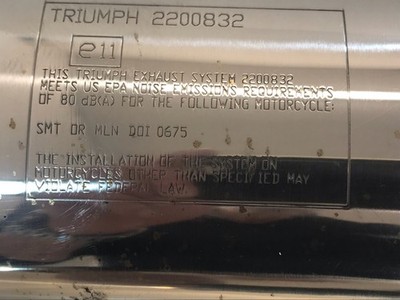 TRIUMPH 2200832
e11
THIS TRIUMPH EXHAUST SYSTEM 2200832
MEETS US EPA NOISE EMISSIONS REQUIREMENTS
OF 80 dB(A) FOR THE FOLLOWING MOTORCYCLE:
SMT OR MLN DOI 0675
THE INSTALLATION OF THE SYSTEM ON
MOTORCYCLES OTHER THAN SPECIFIED MAY
VIOLATE FEDERAL LAW